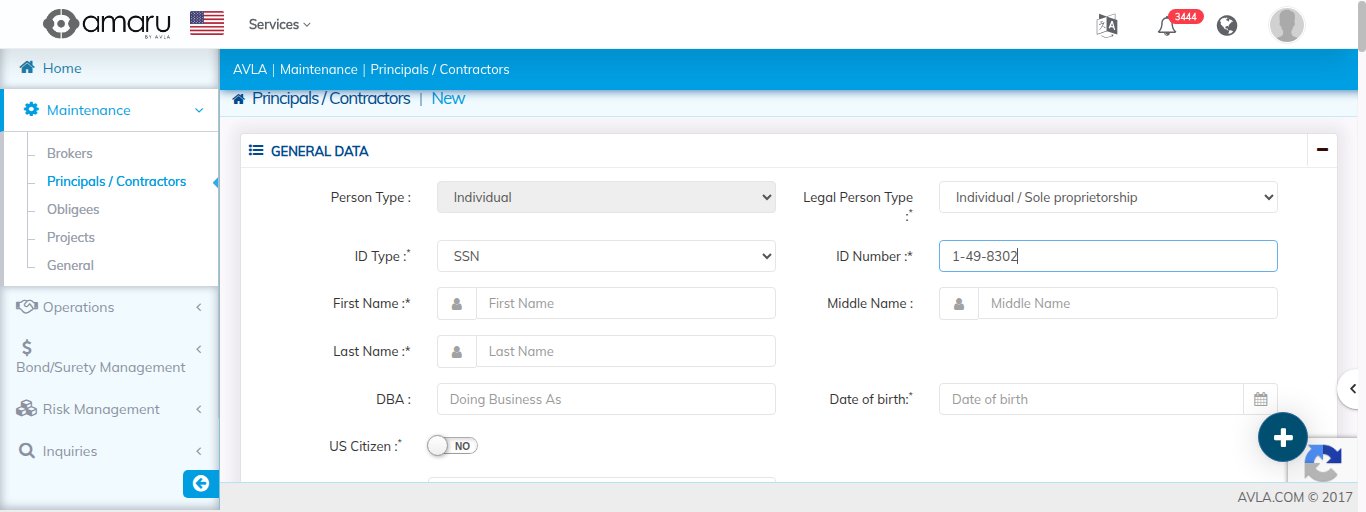 amaru
BY AVLA
Services
A
3444
Home
AVLA | Maintenance | Principals / Contractors
Maintenance
Principals / Contractors | New
Brokers
Principals / Contractors
Obligees
Projects
General
Operations
Bond/Surety Management
Risk Management
Inquiries
GENERAL DATA
Person Type :
Individual
Legal Person Type :*
Individual / Sole proprietorship
ID Type :*
SSN
ID Number :*
1-49-8302
First Name :*
First Name
Middle Name :
Middle Name
Last Name :*
Last Name
DBA :
Doing Business As
Date of birth:*
Date of birth
US Citizen :*
NO
AVLA.COM © 2017